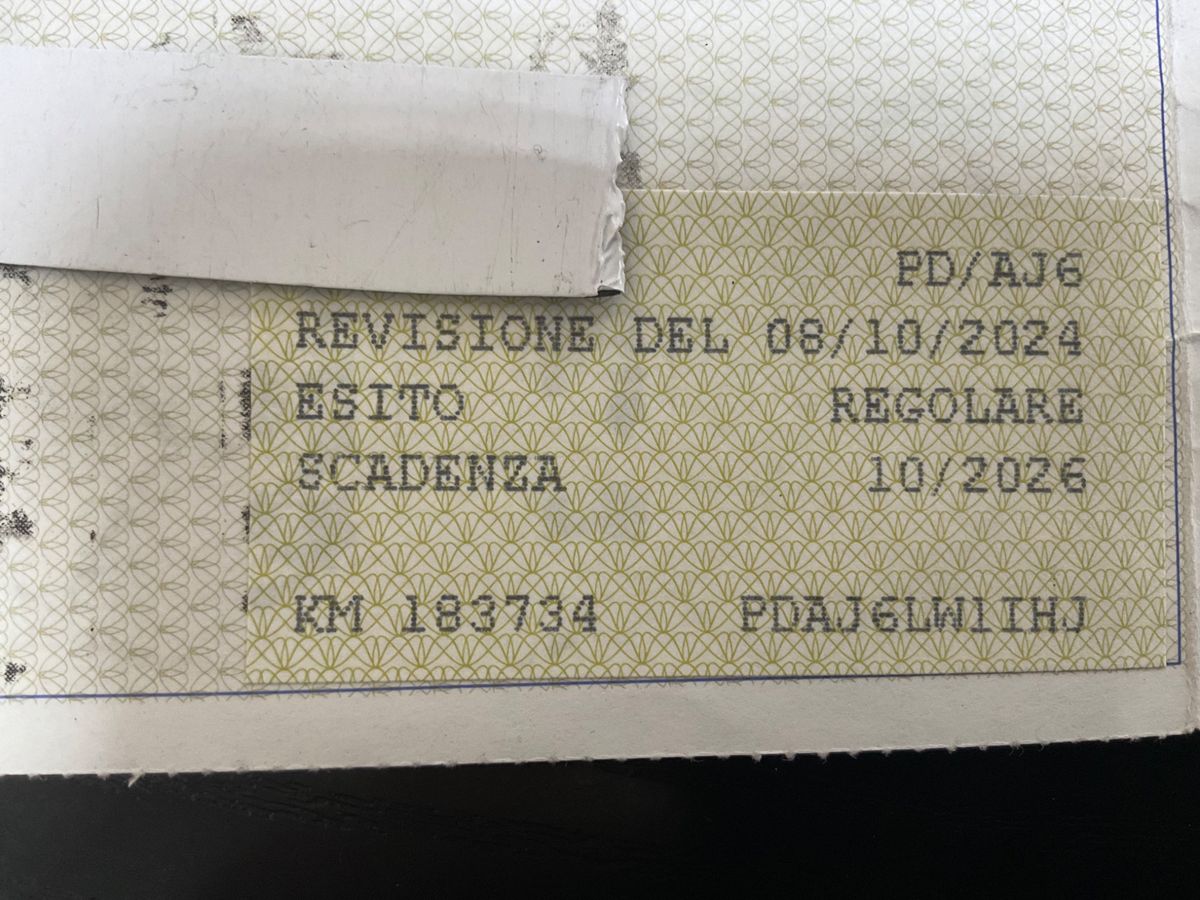 PD/AJ6
REVISIONE DEL 08/10/2024
ESITO REGOLARE
SCADENZA 10/2026
KM 183734 PDAJ6LW1IHJ